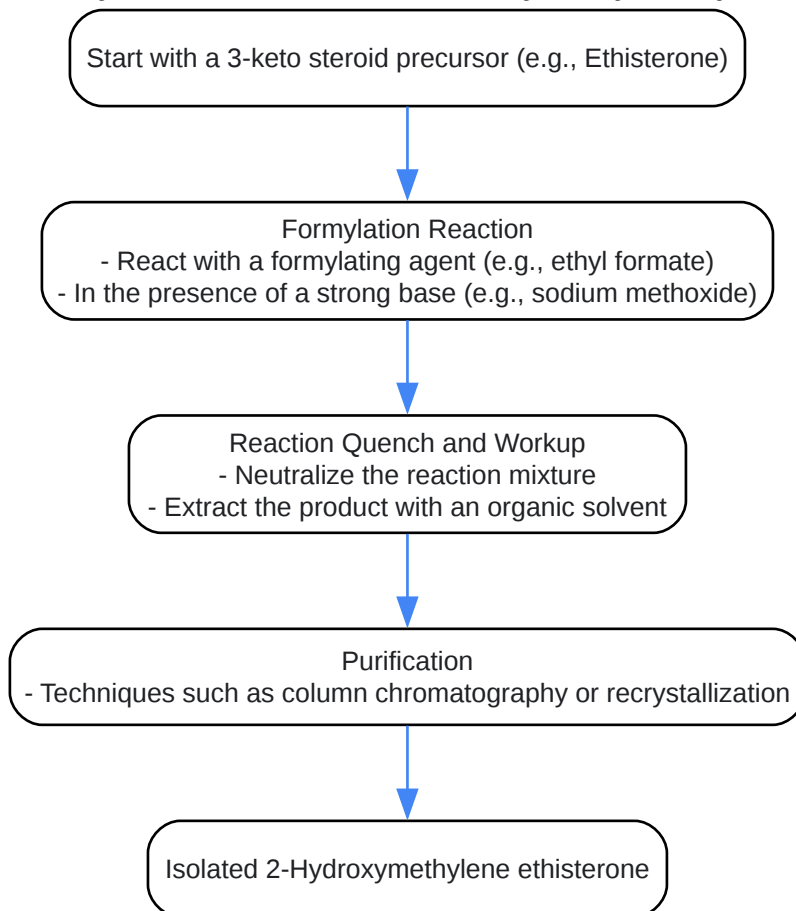 Start with a 3-keto steroid precursor (e.g., Ethisterone)
Formylation Reaction
- React with a formylating agent (e.g., ethyl formate)
- In the presence of a strong base (e.g., sodium methoxide)
Reaction Quench and Workup
- Neutralize the reaction mixture
- Extract the product with an organic solvent
Purification
- Techniques such as column chromatography or recrystallization
Isolated 2-Hydroxymethylene ethisterone